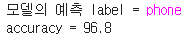 모델의 예측 label = phone
accuracy = 96.8